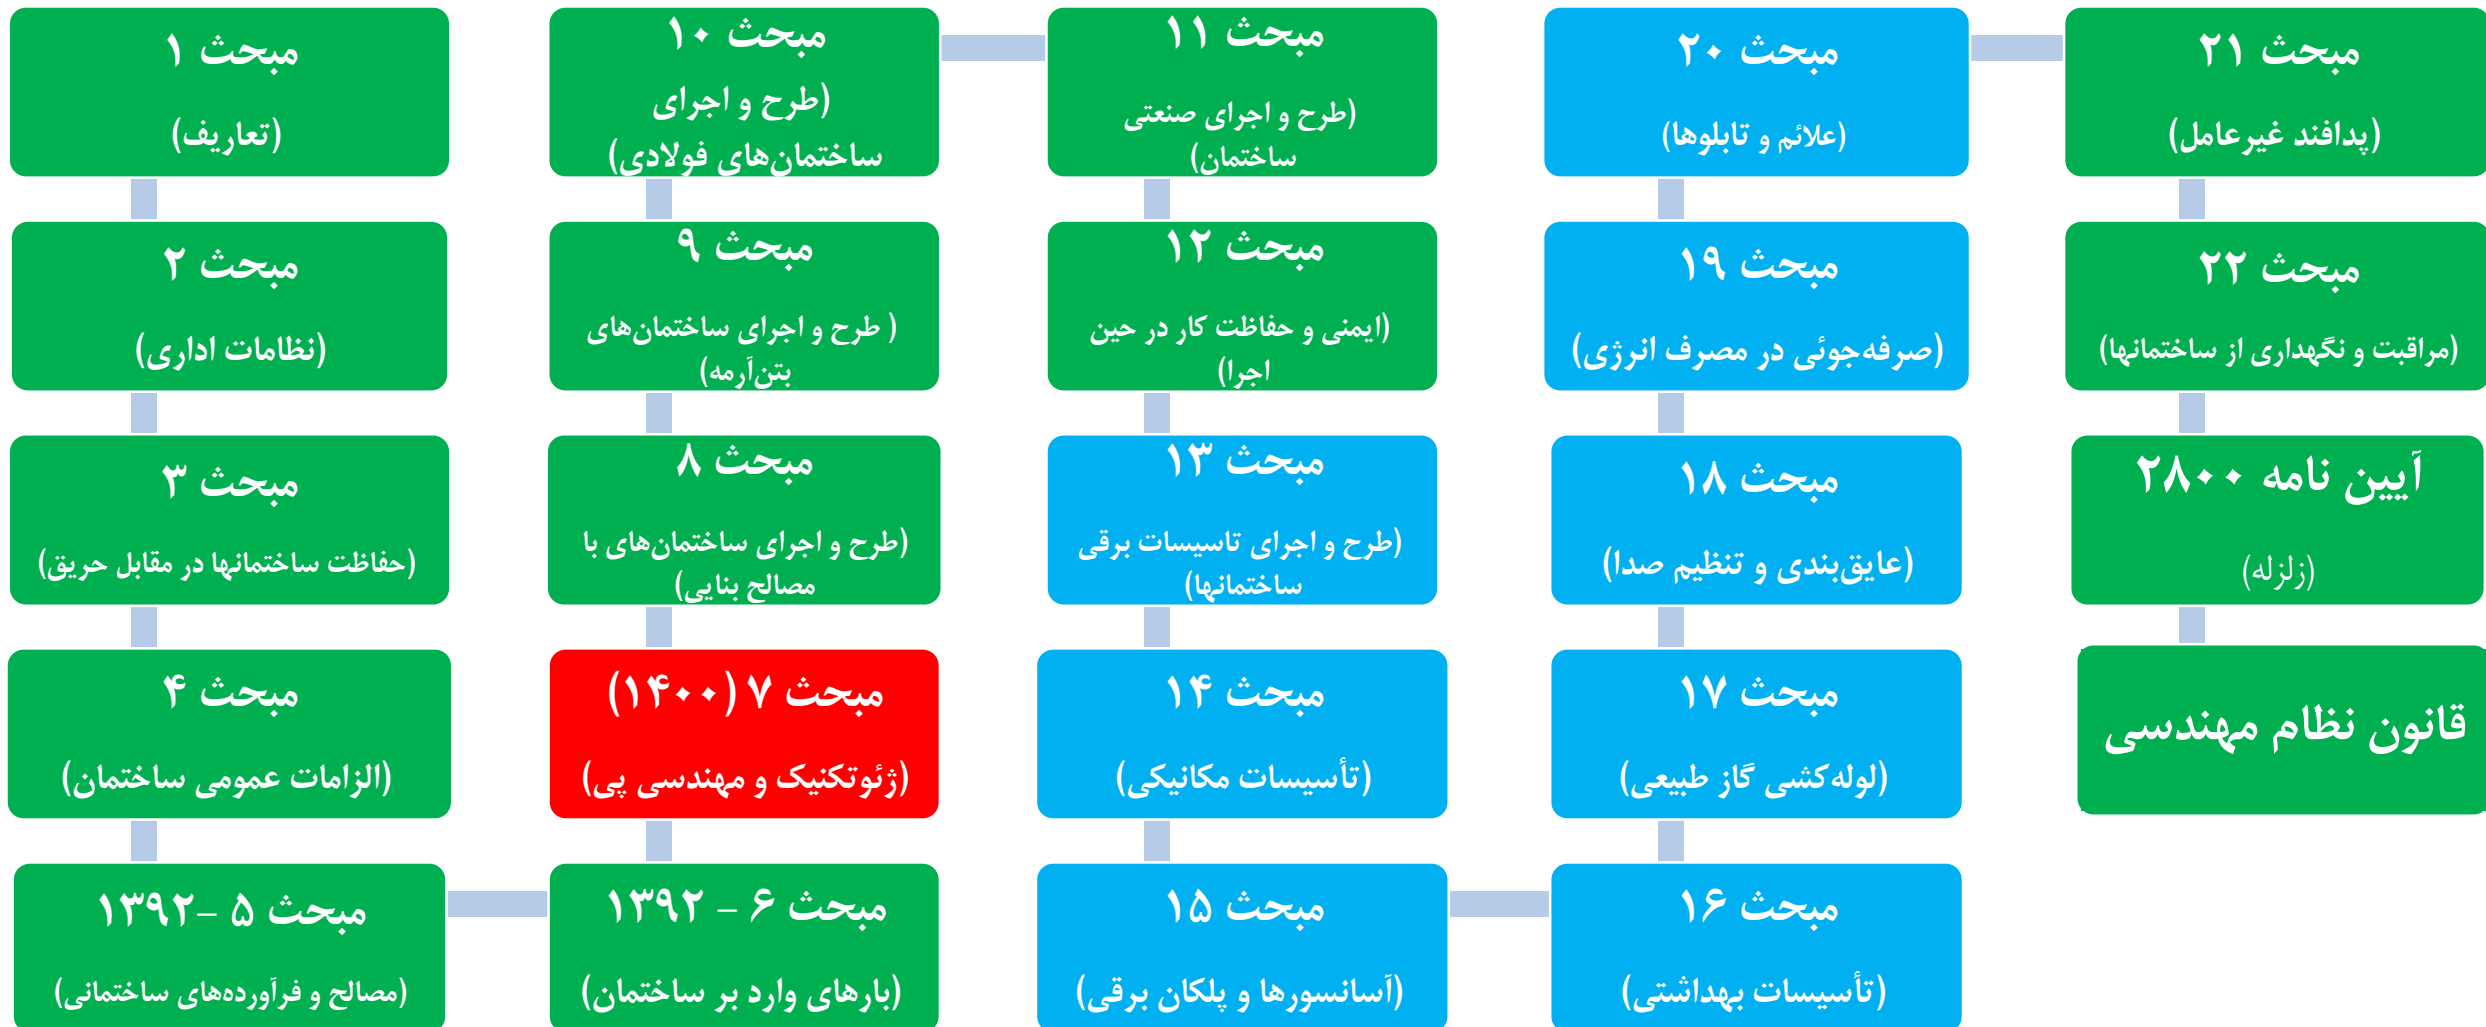 مبحث ۱
(تعاریف)
مبحث ۲
(نظامات اداری)
مبحث ۳
(حفاظت ساختمانها در مقابل حریق)
مبحث ۴
(الزامات عمومی ساختمان)
مبحث ۵ –۱۳۹۲
(مصالح و فرآورده‌های ساختمانی)
مبحث ۶ – ۱۳۹۲
(بارهای وارد بر ساختمان)
مبحث ۷ (۱۴۰۰)
(ژئوتکنیک و مهندسی پی)
مبحث ۸
(طرح و اجرای ساختمان‌های با
مصالح بنایی)
مبحث ۹
( طرح و اجرای ساختمان‌های
بتن‌آرمه)
مبحث ۱۰
(طرح و اجرای
ساختمان‌های فولادی)
مبحث ۱۱
(طرح و اجرای صنعتی
ساختمان)
مبحث ۱۲
(ایمنی و حفاظت کار در حین
اجرا)
مبحث ۱۳
(طرح و اجرای تاسیسات برقی
ساختمانها)
مبحث ۱۴
(تأسیسات مکانیکی)
مبحث ۱۵
(آسانسورها و پلکان برقی)
مبحث ۱۶
(تأسیسات بهداشتی)
مبحث ۱۷
(لوله‌کشی گاز طبیعی)
مبحث ۱۸
(عایق‌بندی و تنظیم صدا)
مبحث ۱۹
(صرفه‌جوئی در مصرف انرژی)
مبحث ۲۰
(علائم و تابلوها)
مبحث ۲۱
(پدافند غیرعامل)
مبحث ۲۲
(مراقبت و نگهداری از ساختمانها)
آیین نامه ۲۸۰۰
(زلزله)
قانون نظام مهندسی